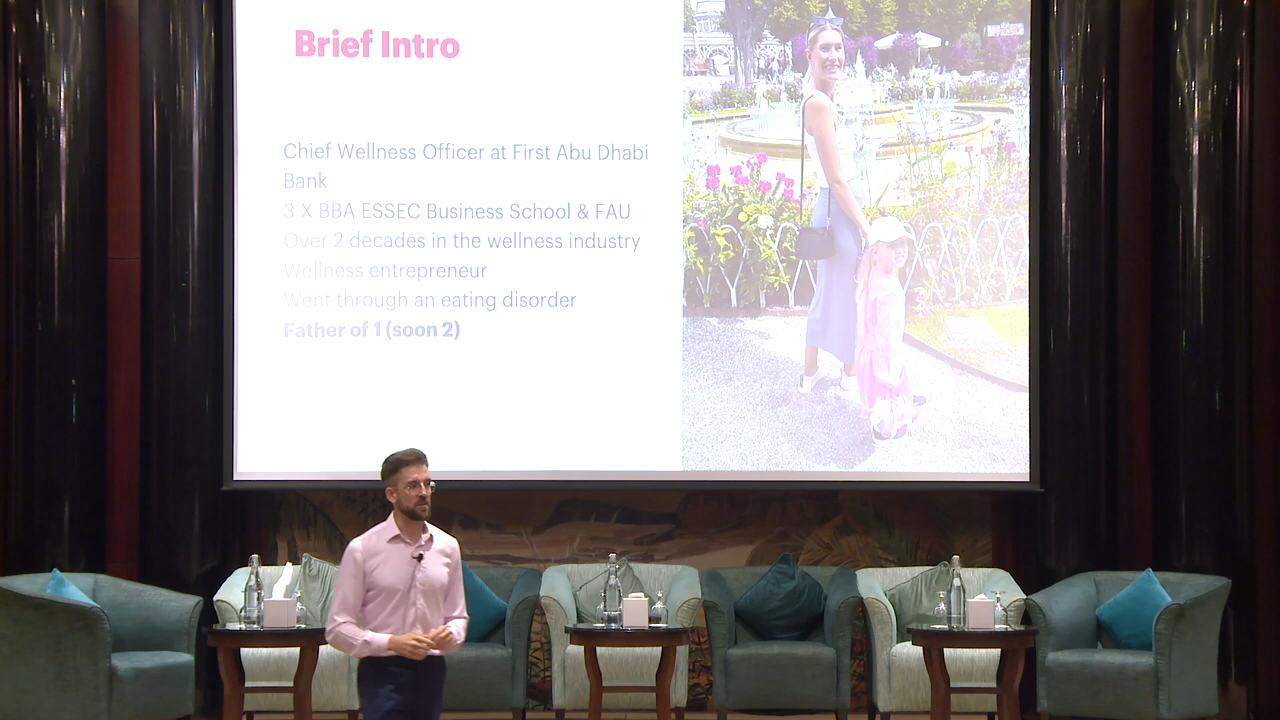 Brief Intro
Chief Wellness Officer at First Abu Dhabi
Bank
3 X BBA ESSEC Business School & FAU
Over 2 decades in the wellness industry
Wellness entrepreneur
Went through an eating disorder
Father of 1 (soon 2)